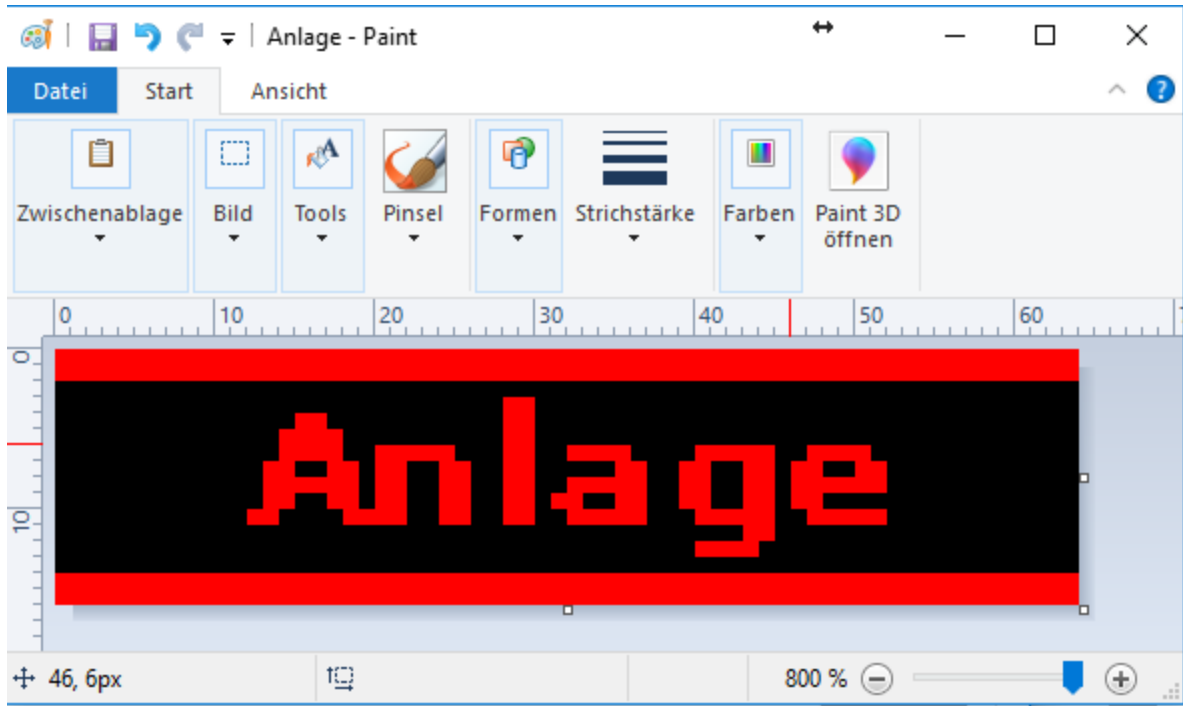 Anlage - Paint
Datei Start Ansicht
Zwischenablage Bild Tools Pinsel Formen Strichstärke Farben Paint 3D öffnen
0 10 20 30 40 50 60
0
Anlage
10
46, 6px 800 %